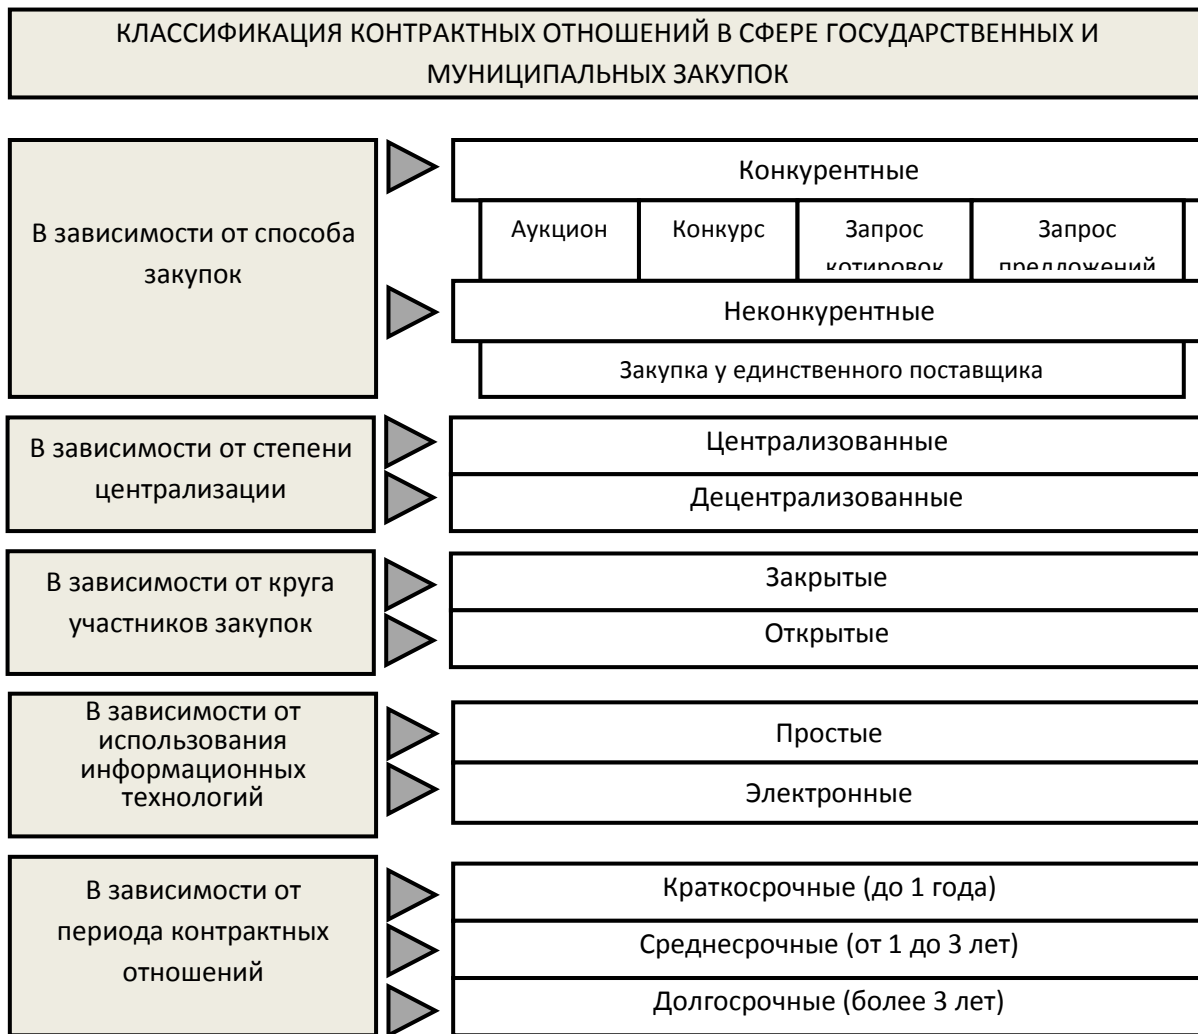 КЛАССИФИКАЦИЯ КОНТРАКТНЫХ ОТНОШЕНИЙ В СФЕРЕ ГОСУДАРСТВЕННЫХ И
МУНИЦИПАЛЬНЫХ ЗАКУПОК
В зависимости от способа
закупок
Конкурентные
Аукцион
Конкурс
Запрос
котировок
Запрос
предложений
Неконкурентные
Закупка у единственного поставщика
В зависимости от степени
централизации
Централизованные
Децентрализованные
В зависимости от круга
участников закупок
Закрытые
Открытые
В зависимости от
использования
информационных
технологий
Простые
Электронные
В зависимости от
периода контрактных
отношений
Краткосрочные (до 1 года)
Среднесрочные (от 1 до 3 лет)
Долгосрочные (более 3 лет)